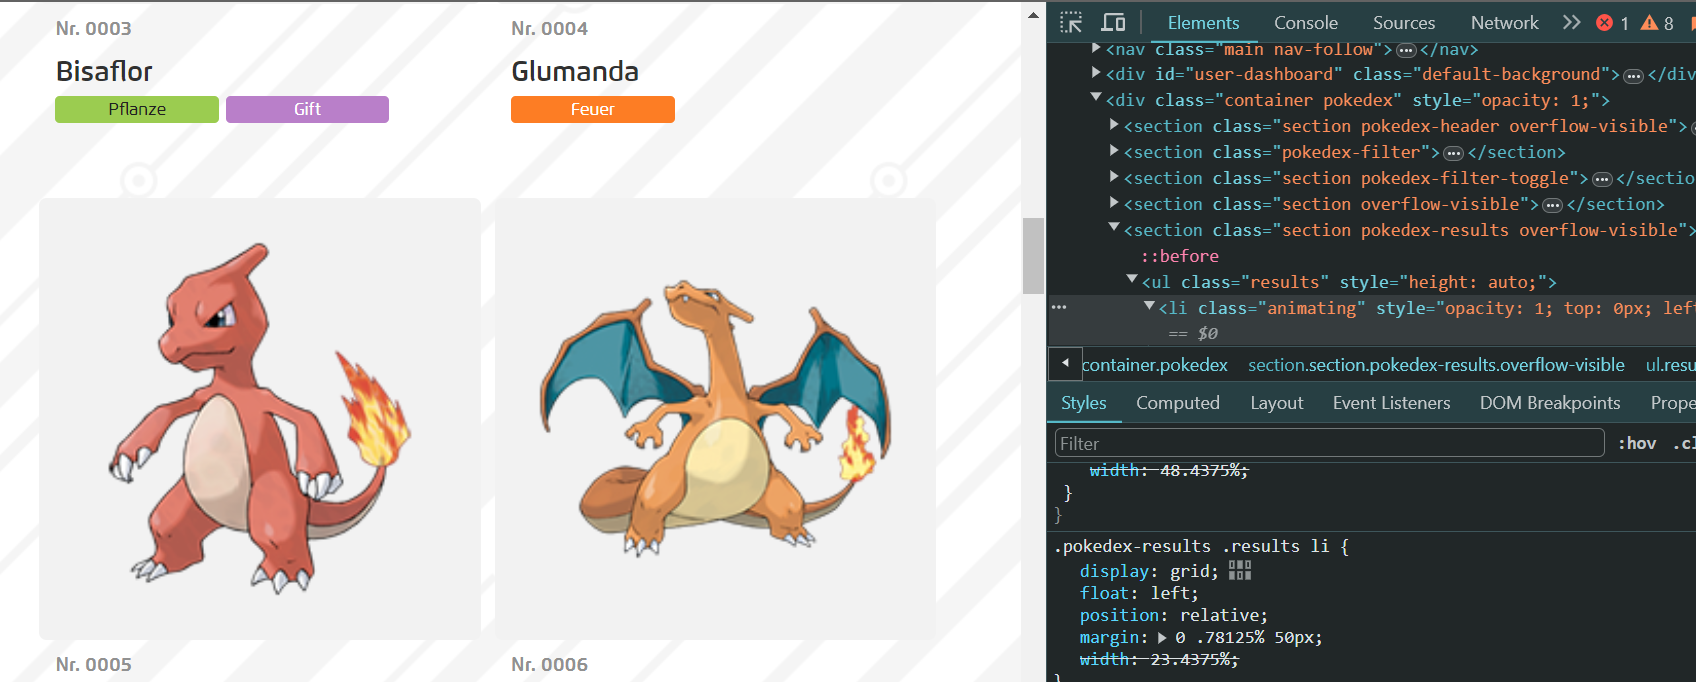 Nr. 0003
Nr. 0004
Bisaflor
Glumanda
Pflanze
Gift
Feuer
Nr. 0005
Nr. 0006
Elements Console Sources Network 1 8
<nav class="main nav-follow">…</nav>
<div id="user-dashboard" class="default-background">…</div
<div class="container pokedex" style="opacity: 1;">
<section class="section pokedex-header overflow-visible">
<section class="pokedex-filter">…</section>
<section class="section pokedex-filter-toggle">…</sectio
<section class="section overflow-visible">…</section>
<section class="section pokedex-results overflow-visible">
::before
<ul class="results" style="height: auto;">
<li class="animating" style="opacity: 1; top: 0px; left
== $0
container.pokedex section.section.pokedex-results.overflow-visible ul.resu
Styles Computed Layout Event Listeners DOM Breakpoints Prope
Filter :hov .cl
width: 48.4375%;
}
}
.pokedex-results .results li {
display: grid;
float: left;
position: relative;
margin: 0 .78125% 50px;
width: 23.4375%;
}